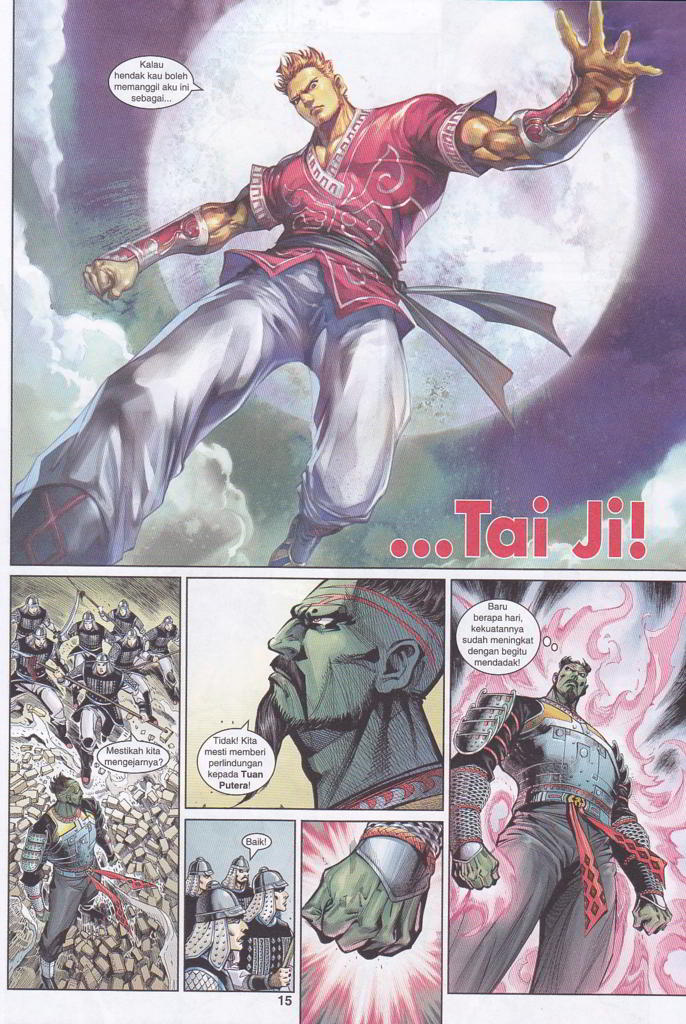 Kalau
hendak kau boleh
memanggil aku ini
sebagai...
...Tai Ji!
Mestikah kita
mengejarnya?
Tidak! Kita
mesti memberi
perlindungan
kepada Tuan
Putera!
Baru
berapa hari,
kekuatannya
sudah meningkat
dengan begitu
mendadak!
Baik!
15